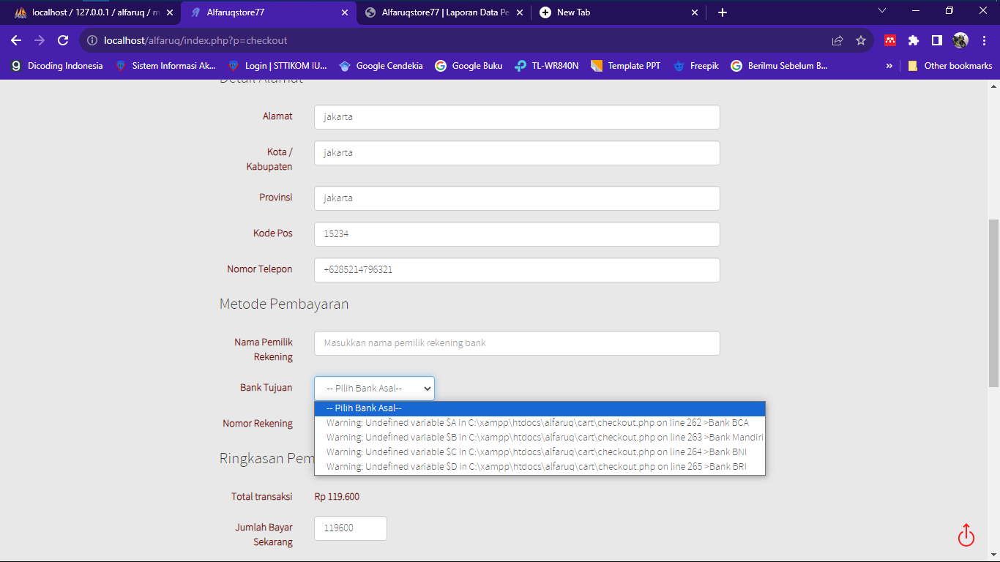 localhost / 127.0.0.1 / alfaruq / m
Alfaruqstore77
Alfaruqstore77 | Laporan Data Pe
New Tab
localhost/alfaruq/index.php?p=checkout
Dicoding Indonesia
Sistem Informasi Ak...
Login | STTIKOM IU...
Google Cendekia
Google Buku
TL-WR840N
Template PPT
Freepik
Berilmu Sebelum B...
»
Other bookmarks
Detail Alamat
Alamat
jakarta
Kota /
Kabupaten
jakarta
Provinsi
jakarta
Kode Pos
15234
Nomor Telepon
+6285214796321
Metode Pembayaran
Nama Pemilik
Rekening
Masukkan nama pemilik rekening bank
Bank Tujuan
-- Pilih Bank Asal--
-- Pilih Bank Asal--
Warning: Undefined variable $A in C:\xampp\htdocs\alfaruq\cart\checkout.php on line 262 >Bank BCA
Warning: Undefined variable $B in C:\xampp\htdocs\alfaruq\cart\checkout.php on line 263 >Bank Mandiri
Warning: Undefined variable $C in C:\xampp\htdocs\alfaruq\cart\checkout.php on line 264 >Bank BNI
Warning: Undefined variable $D in C:\xampp\htdocs\alfaruq\cart\checkout.php on line 265 >Bank BRI
Nomor Rekening
Ringkasan Pem
Total transaksi
Rp 119.600
Jumlah Bayar
Sekarang
119600